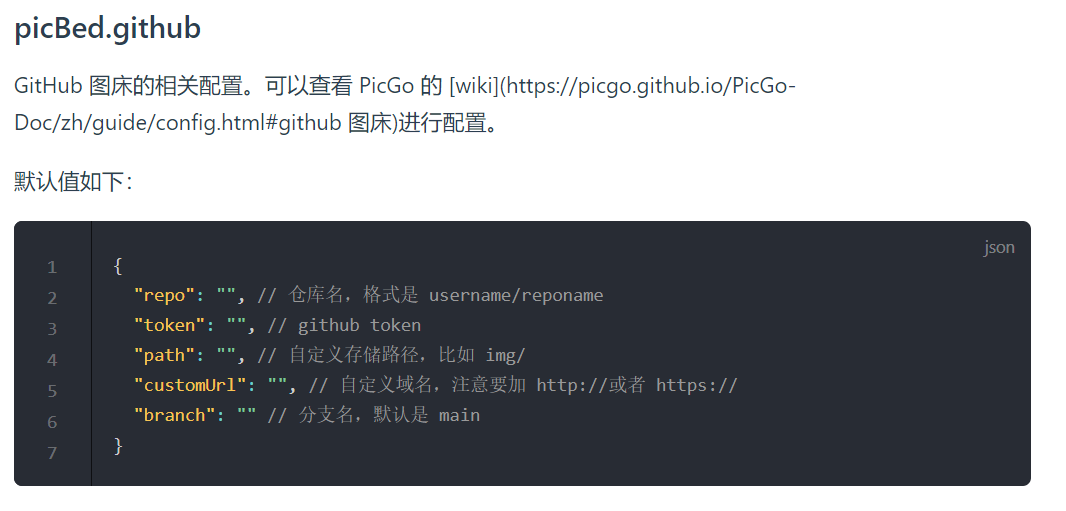 picBed.github
GitHub 图床的相关配置。可以查看 PicGo 的 [wiki](https://picgo.github.io/PicGo-
Doc/zh/guide/config.html#github 图床)进行配置。
默认值如下：
json
1 {
2 "repo": "", // 仓库名，格式是 username/reponame
3 "token": "", // github token
4 "path": "", // 自定义存储路径，比如 img/
5 "customUrl": "", // 自定义域名，注意要加 http://或者 https://
6 "branch": "" // 分支名，默认是 main
7 }